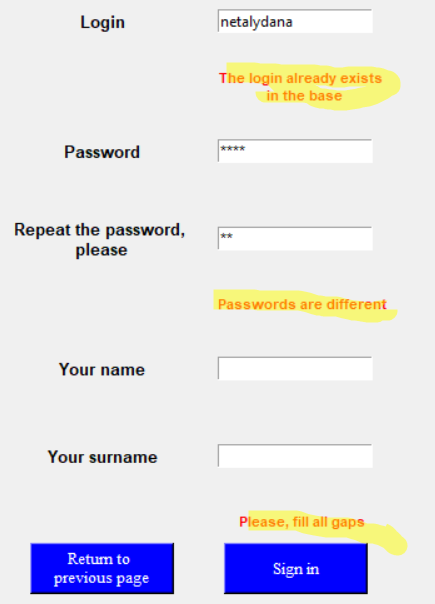 Login
netalydana
The login already exists
in the base
Password
****
Repeat the password,
please
**
Passwords are different
Your name
Your surname
Please, fill all gaps
Return to
previous page
Sign in